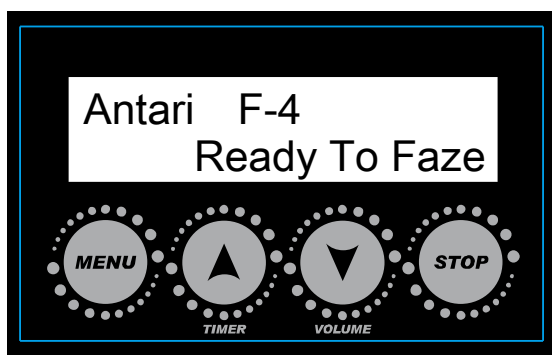 Antari F-4
Ready To Faze
MENU
STOP
TIMER
VOLUME